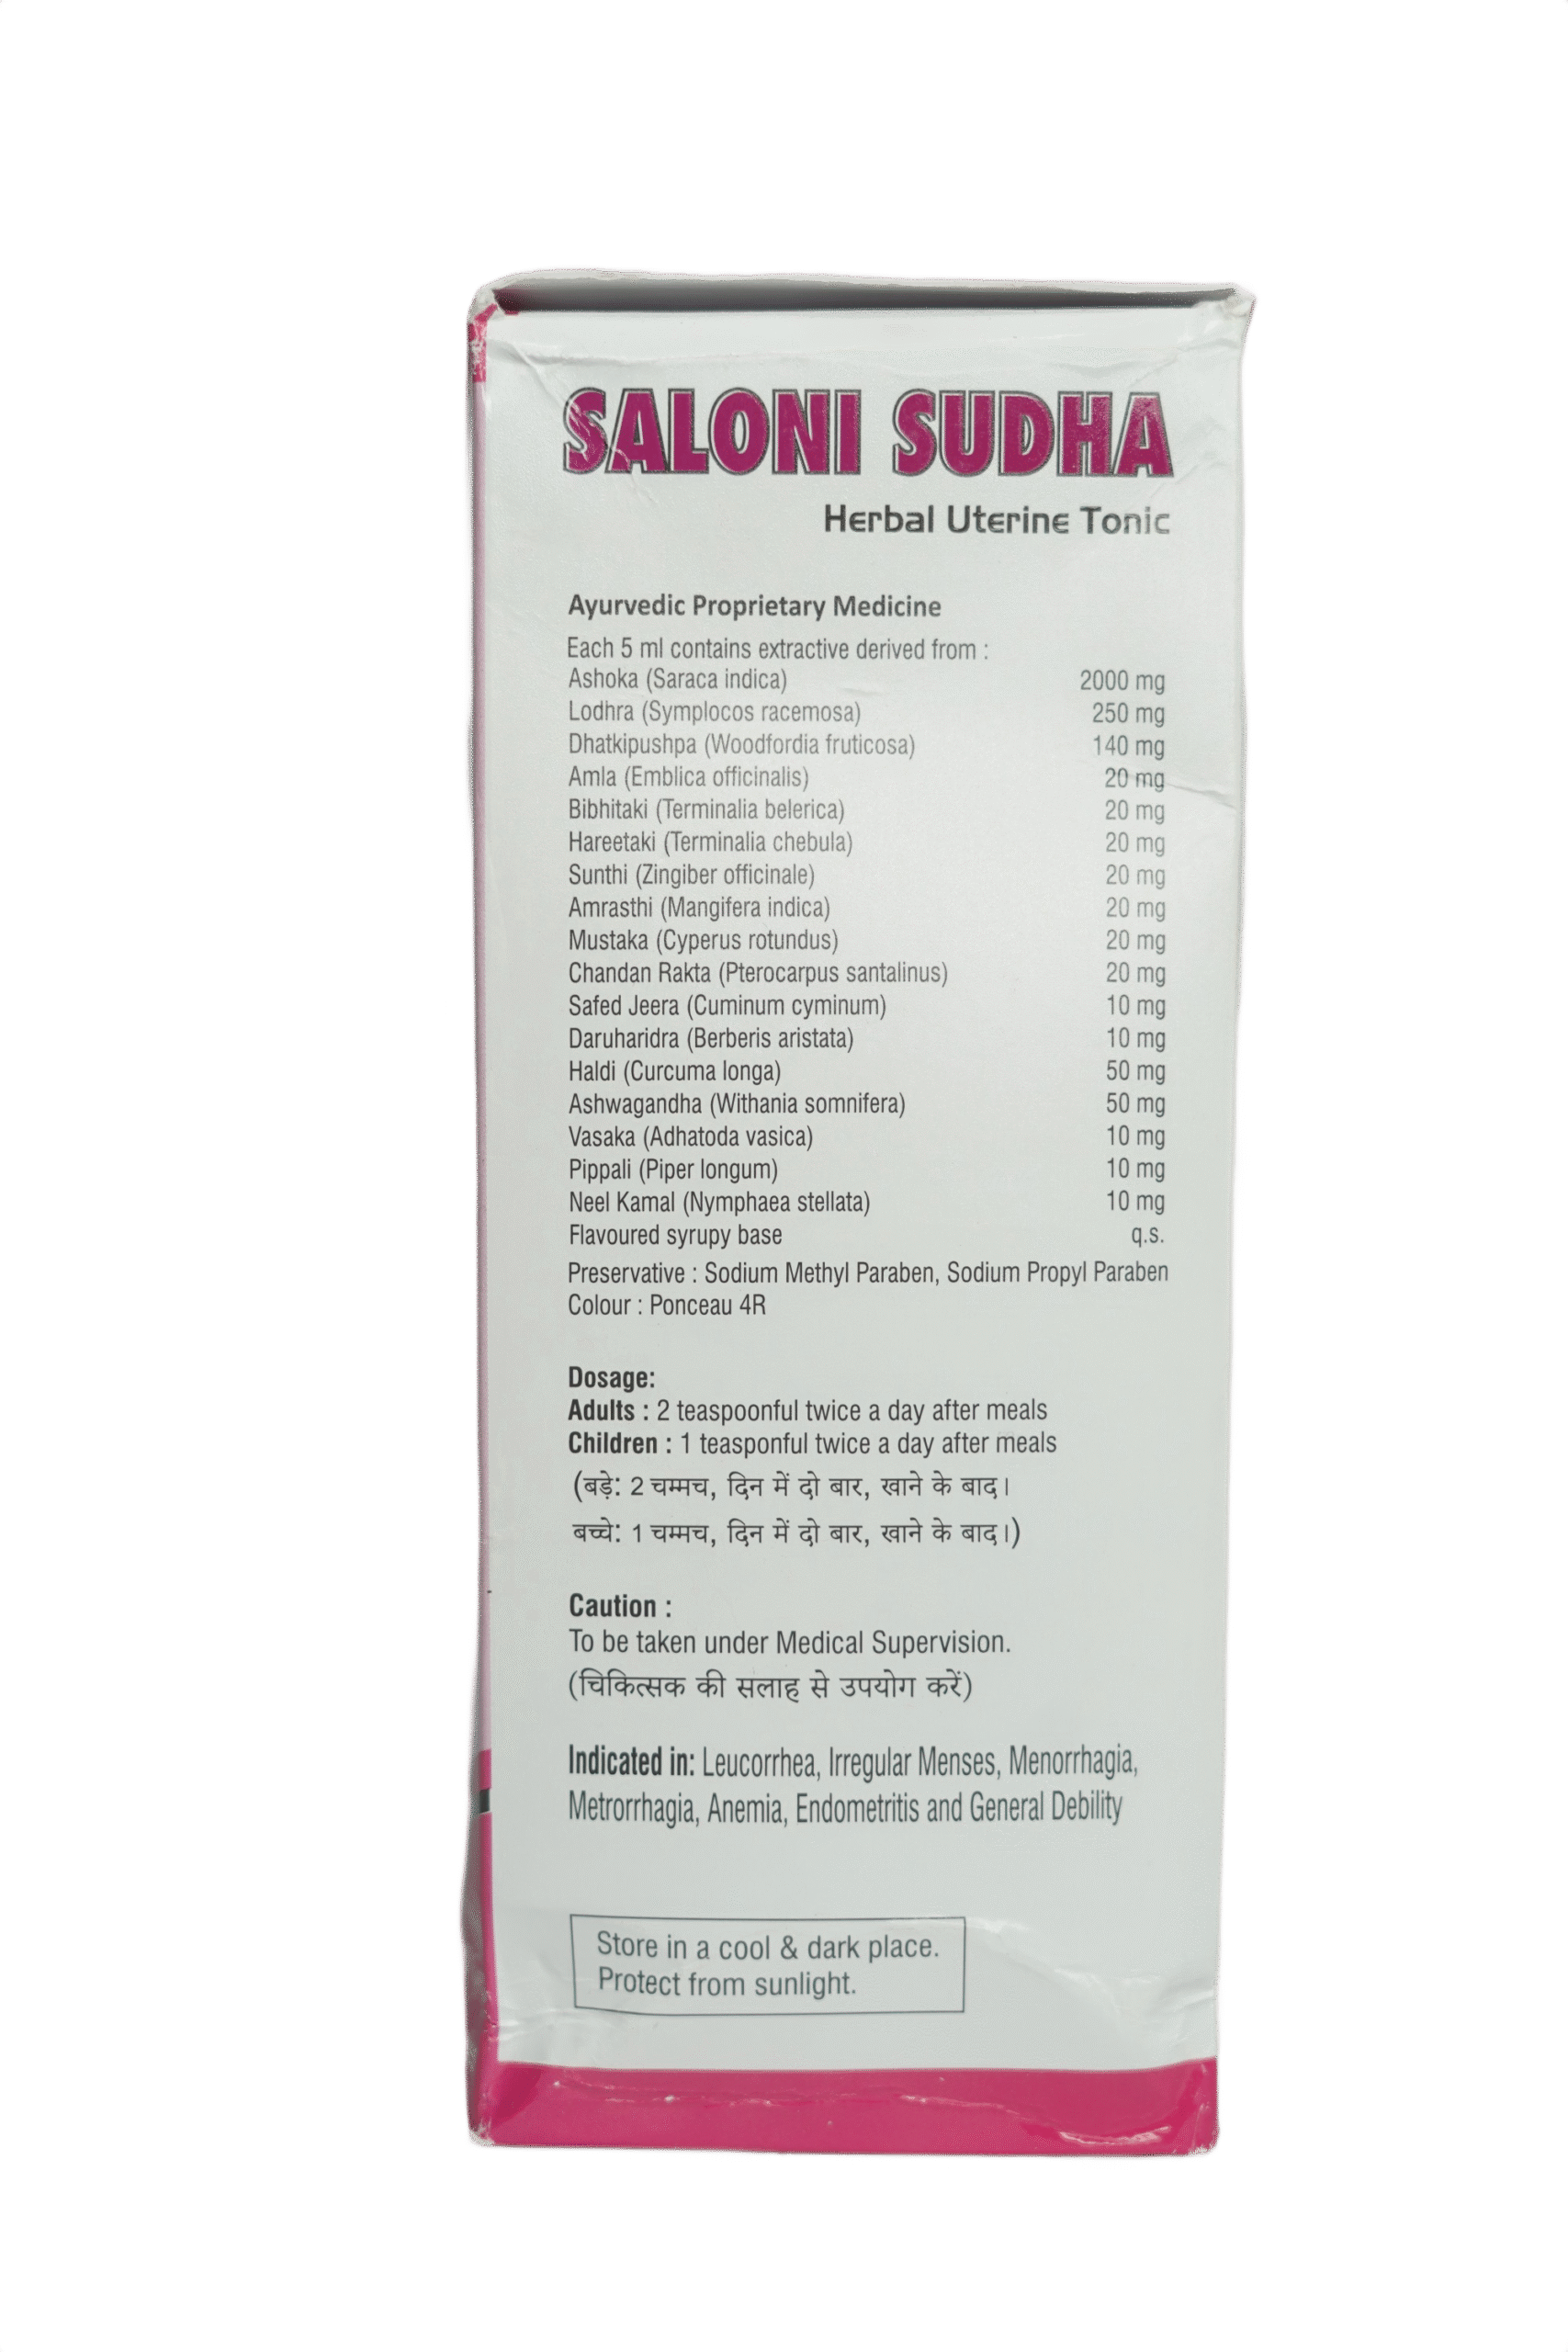 SALONI SUDHA
Herbal Uterine Tonic
Ayurvedic Proprietary Medicine
Each 5 ml contains extractive derived from :
Ashoka (Saraca indica) 2000 mg
Lodhra (Symplocos racemosa) 250 mg
Dhatkipushpa (Woodfordia fruticosa) 140 mg
Amla (Emblica officinalis) 20 mg
Bibhitaki (Terminalia belerica) 20 mg
Hareetaki (Terminalia chebula) 20 mg
Sunthi (Zingiber officinale) 20 mg
Amrasthi (Mangifera indica) 20 mg
Mustaka (Cyperus rotundus) 20 mg
Chandan Rakta (Pterocarpus santalinus) 20 mg
Safed Jeera (Cuminum cyminum) 10 mg
Daruharidra (Berberis aristata) 10 mg
Haldi (Curcuma longa) 50 mg
Ashwagandha (Withania somnifera) 50 mg
Vasaka (Adhatoda vasica) 10 mg
Pippali (Piper longum) 10 mg
Neel Kamal (Nymphaea stellata) 10 mg
Flavoured syrupy base q.s.
Preservative : Sodium Methyl Paraben, Sodium Propyl Paraben
Colour : Ponceau 4R
Dosage:
Adults : 2 teaspoonful twice a day after meals
Children : 1 teasponful twice a day after meals
(बड़े: 2 चम्मच, दिन में दो बार, खाने के बाद।
बच्चे: 1 चम्मच, दिन में दो बार, खाने के बाद।)
Caution :
To be taken under Medical Supervision.
(चिकित्सक की सलाह से उपयोग करें)
Indicated in: Leucorrhea, Irregular Menses, Menorrhagia,
Metrorrhagia, Anemia, Endometritis and General Debility
Store in a cool & dark place.
Protect from sunlight.